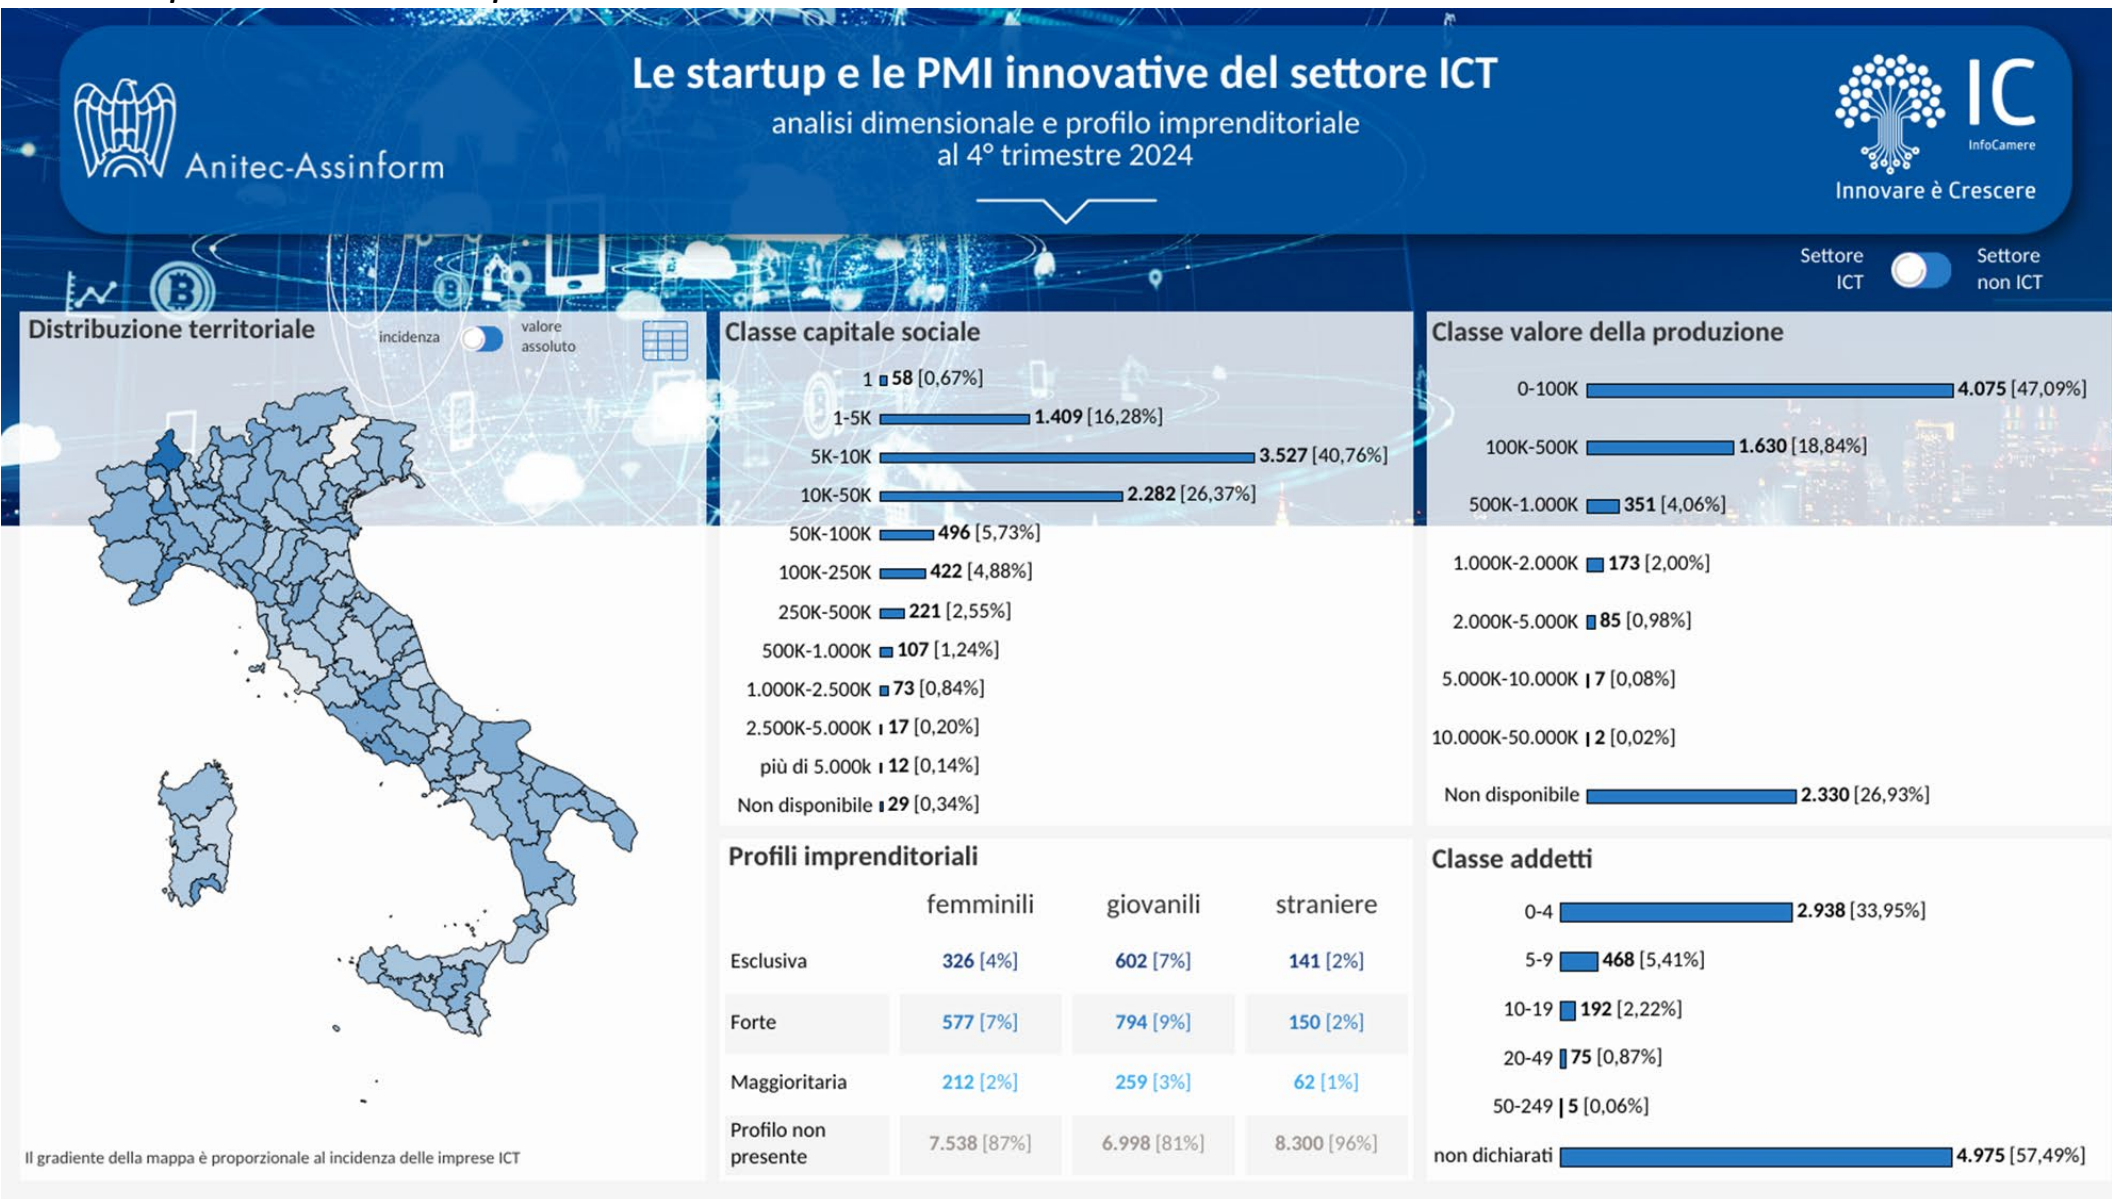 Le startup e le PMI innovative del settore ICT
analisi dimensionale e profilo imprenditoriale
al 4° trimestre 2024
Anitec-Assinform
IC
InfoCamere
Innovare è Crescere
Settore
ICT
Settore
non ICT
Distribuzione territoriale
incidenza
valore
assoluto
Il gradiente della mappa è proporzionale al incidenza delle imprese ICT
Classe capitale sociale
1 58 [0,67%]
1-5K 1.409 [16,28%]
5K-10K 3.527 [40,76%]
10K-50K 2.282 [26,37%]
50K-100K 496 [5,73%]
100K-250K 422 [4,88%]
250K-500K 221 [2,55%]
500K-1.000K 107 [1,24%]
1.000K-2.500K 73 [0,84%]
2.500K-5.000K 17 [0,20%]
più di 5.000k 12 [0,14%]
Non disponibile 29 [0,34%]
Classe valore della produzione
0-100K 4.075 [47,09%]
100K-500K 1.630 [18,84%]
500K-1.000K 351 [4,06%]
1.000K-2.000K 173 [2,00%]
2.000K-5.000K 85 [0,98%]
5.000K-10.000K 7 [0,08%]
10.000K-50.000K 2 [0,02%]
Non disponibile 2.330 [26,93%]
Profili imprenditoriali
femminili giovanili straniere
Esclusiva 326 [4%] 602 [7%] 141 [2%]
Forte 577 [7%] 794 [9%] 150 [2%]
Maggioritaria 212 [2%] 259 [3%] 62 [1%]
Profilo non
presente 7.538 [87%] 6.998 [81%] 8.300 [96%]
Classe addetti
0-4 2.938 [33,95%]
5-9 468 [5,41%]
10-19 192 [2,22%]
20-49 75 [0,87%]
50-249 5 [0,06%]
non dichiarati 4.975 [57,49%]